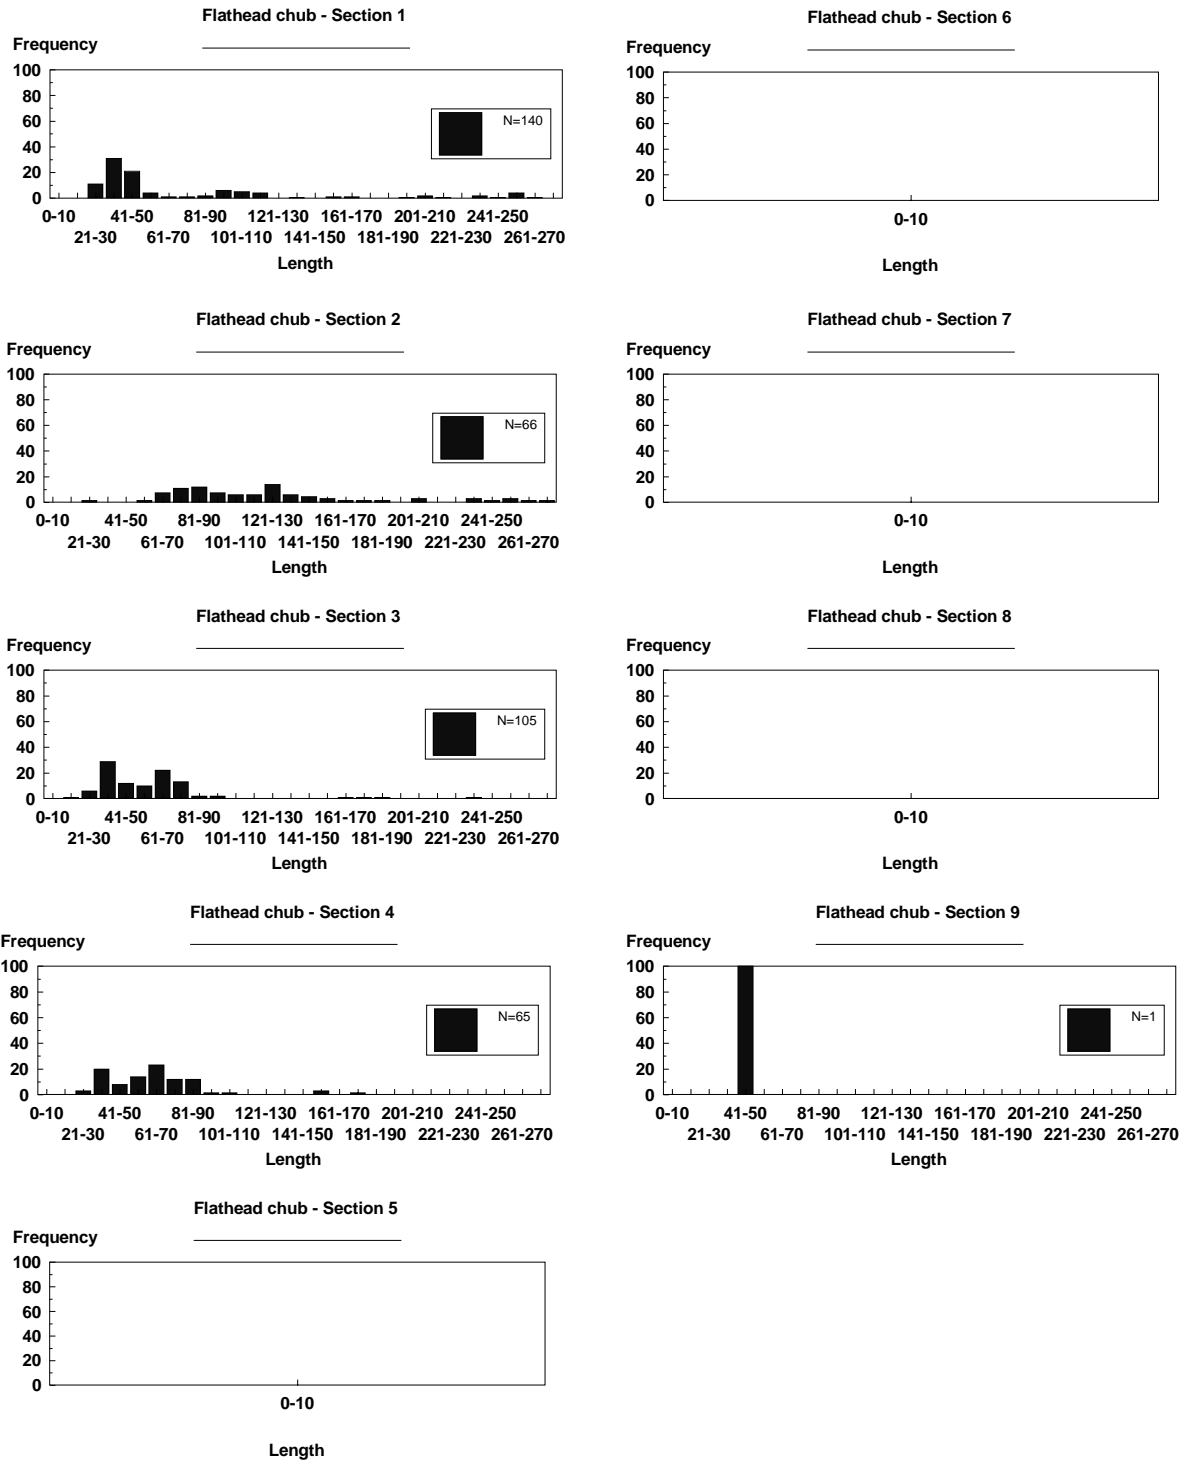 Flathead chub - Section 1
Frequency
100
80
60
40
20
0
N=140
0-10 41-50 81-90 121-130 161-170 201-210 241-250
21-30 61-70 101-110 141-150 181-190 221-230 261-270
Length
Flathead chub - Section 2
Frequency
100
80
60
40
20
0
N=66
0-10 41-50 81-90 121-130 161-170 201-210 241-250
21-30 61-70 101-110 141-150 181-190 221-230 261-270
Length
Flathead chub - Section 3
Frequency
100
80
60
40
20
0
N=105
0-10 41-50 81-90 121-130 161-170 201-210 241-250
21-30 61-70 101-110 141-150 181-190 221-230 261-270
Length
Flathead chub - Section 4
Frequency
100
80
60
40
20
0
N=65
0-10 41-50 81-90 121-130 161-170 201-210 241-250
21-30 61-70 101-110 141-150 181-190 221-230 261-270
Length
Flathead chub - Section 5
Frequency
100
80
60
40
20
0
0-10
Length
Flathead chub - Section 6
Frequency
100
80
60
40
20
0
0-10
Length
Flathead chub - Section 7
Frequency
100
80
60
40
20
0
0-10
Length
Flathead chub - Section 8
Frequency
100
80
60
40
20
0
0-10
Length
Flathead chub - Section 9
Frequency
100
80
60
40
20
0
N=1
0-10 41-50 81-90 121-130 161-170 201-210 241-250
21-30 61-70 101-110 141-150 181-190 221-230 261-270
Length